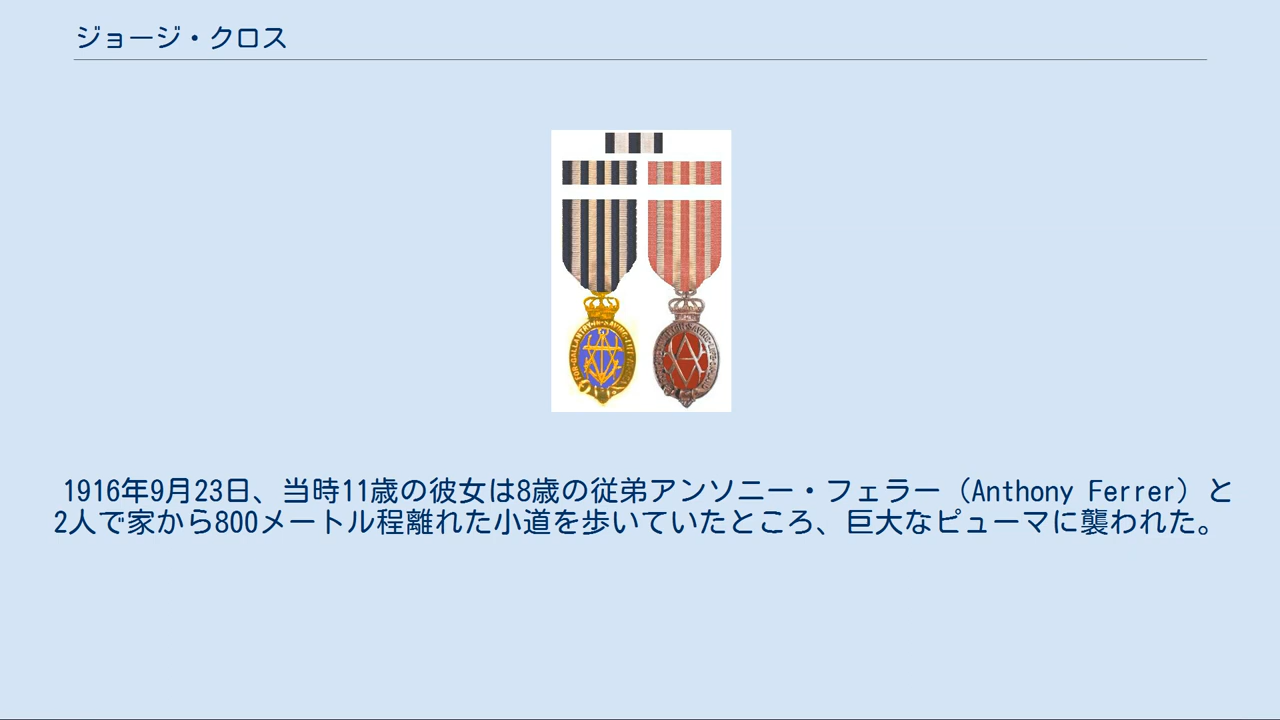 ジョージ・クロス
1916年9月23日、当時11歳の彼女は8歳の従弟アンソニー・フェラー（Anthony Ferrer）と
2人で家から800メートル程離れた小道を歩いていたところ、巨大なピューマに襲われた。